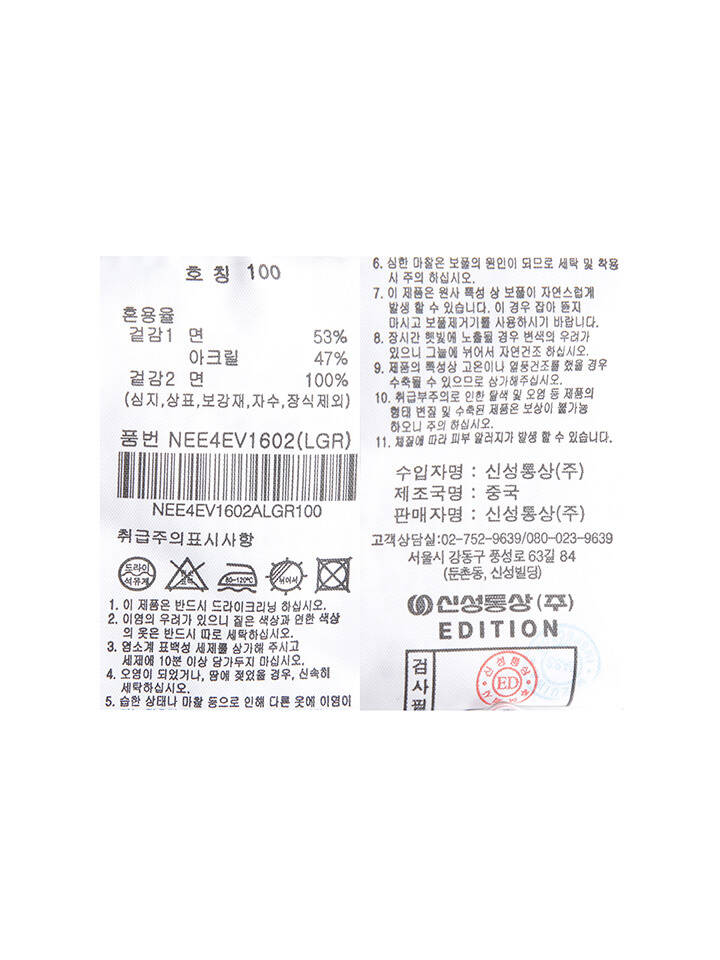 호칭 100
혼용율
겉감1 면 53%
아크릴 47%
겉감2 면 100%
(심지,상표,보강재,자수,장식제외)
품번 NEE4EV1602(LGR)
NEE4EV1602ALGR100
취급주의표시사항
드라이
석유계
80~120℃
뉘어서
1. 이 제품은 반드시 드라이크리닝 하십시오.
2. 이염의 우려가 있으니 짙은 색상과 연한 색상
의 옷은 반드시 따로 세탁하십시오.
3. 염소계 표백성 세제를 삼가해 주시고
세제에 10분 이상 담가두지 마십시오.
4. 오염이 되었거나, 땀에 젖었을 경우, 신속히
세탁하십시오.
5. 습한 상태나 마찰 등으로 인해 다른 옷에 이염이
6. 심한 마찰은 보풀의 원인이 되므로 세탁 및 착용
시 주의 하십시오.
7. 이 제품은 원사 특성 상 보풀이 자연스럽게
발생 할 수 있습니다. 이 경우 잡아 뜯지
마시고 보풀제거기를 사용하시기 바랍니다.
8. 장시간 햇빛에 노출될 경우 변색의 우려가
있으니 그늘에 뉘어서 자연건조 하십시오.
9. 제품의 특성상 고온이나 열풍건조를 했을 경우
수축될 수 있으므로 삼가해주십시오.
10. 취급부주의로 인한 탈색 및 오염 등 제품의
형태 변질 및 수축된 제품은 보상이 불가능
하오니 주의 하십시오.
11. 체질에 따라 피부 알러지가 발생 할 수 있습니다.
수입자명 : 신성통상(주)
제조국명 : 중국
판매자명 : 신성통상(주)
고객상담실:02-752-9639/080-023-9639
서울시 강동구 풍성로 63길 84
(둔촌동, 신성빌딩)
신성통상(주)
EDITION
검사필
신성통상
ED